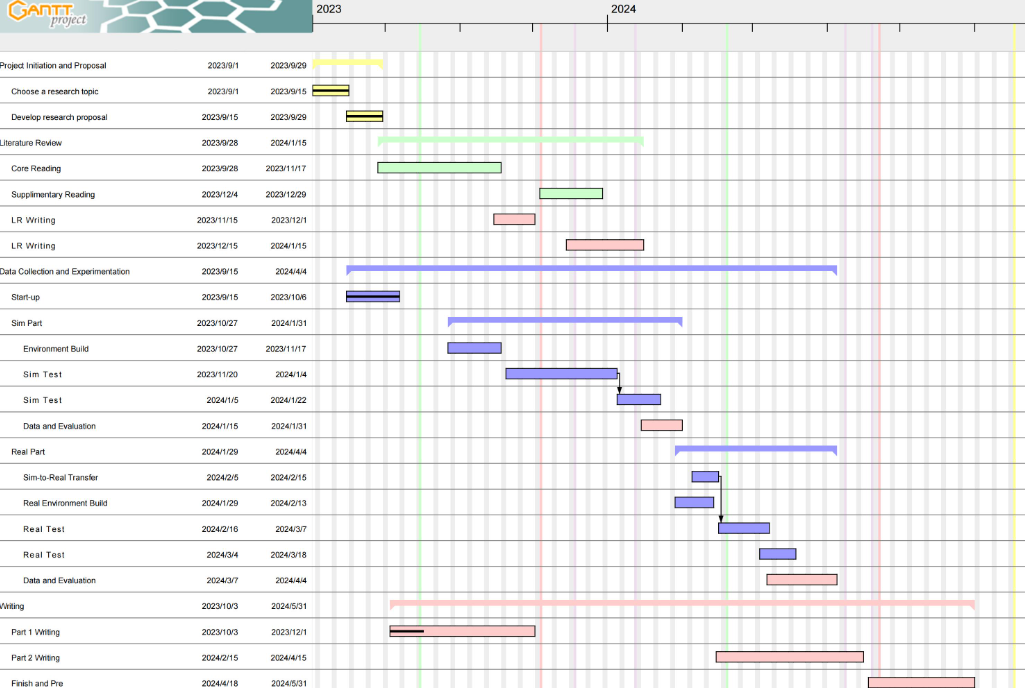 GANTT
project
2023 2024
Project Initiation and Proposal 2023/9/1 2023/9/29
Choose a research topic 2023/9/1 2023/9/15
Develop research proposal 2023/9/15 2023/9/29
Literature Review 2023/9/28 2024/1/15
Core Reading 2023/9/28 2023/11/17
Supplimentary Reading 2023/12/4 2023/12/29
LR Writing 2023/11/15 2023/12/1
LR Writing 2023/12/15 2024/1/15
Data Collection and Experimentation 2023/9/15 2024/4/4
Start-up 2023/9/15 2023/10/6
Sim Part 2023/10/27 2024/1/31
Environment Build 2023/10/27 2023/11/17
Sim Test 2023/11/20 2024/1/4
Sim Test 2024/1/5 2024/1/22
Data and Evaluation 2024/1/15 2024/1/31
Real Part 2024/1/29 2024/4/4
Sim-to-Real Transfer 2024/2/5 2024/2/15
Real Environment Build 2024/1/29 2024/2/13
Real Test 2024/2/16 2024/3/7
Real Test 2024/3/4 2024/3/18
Data and Evaluation 2024/3/7 2024/4/4
Writing 2023/10/3 2024/5/31
Part 1 Writing 2023/10/3 2023/12/1
Part 2 Writing 2024/2/15 2024/4/15
Finish and Pre 2024/4/18 2024/5/31